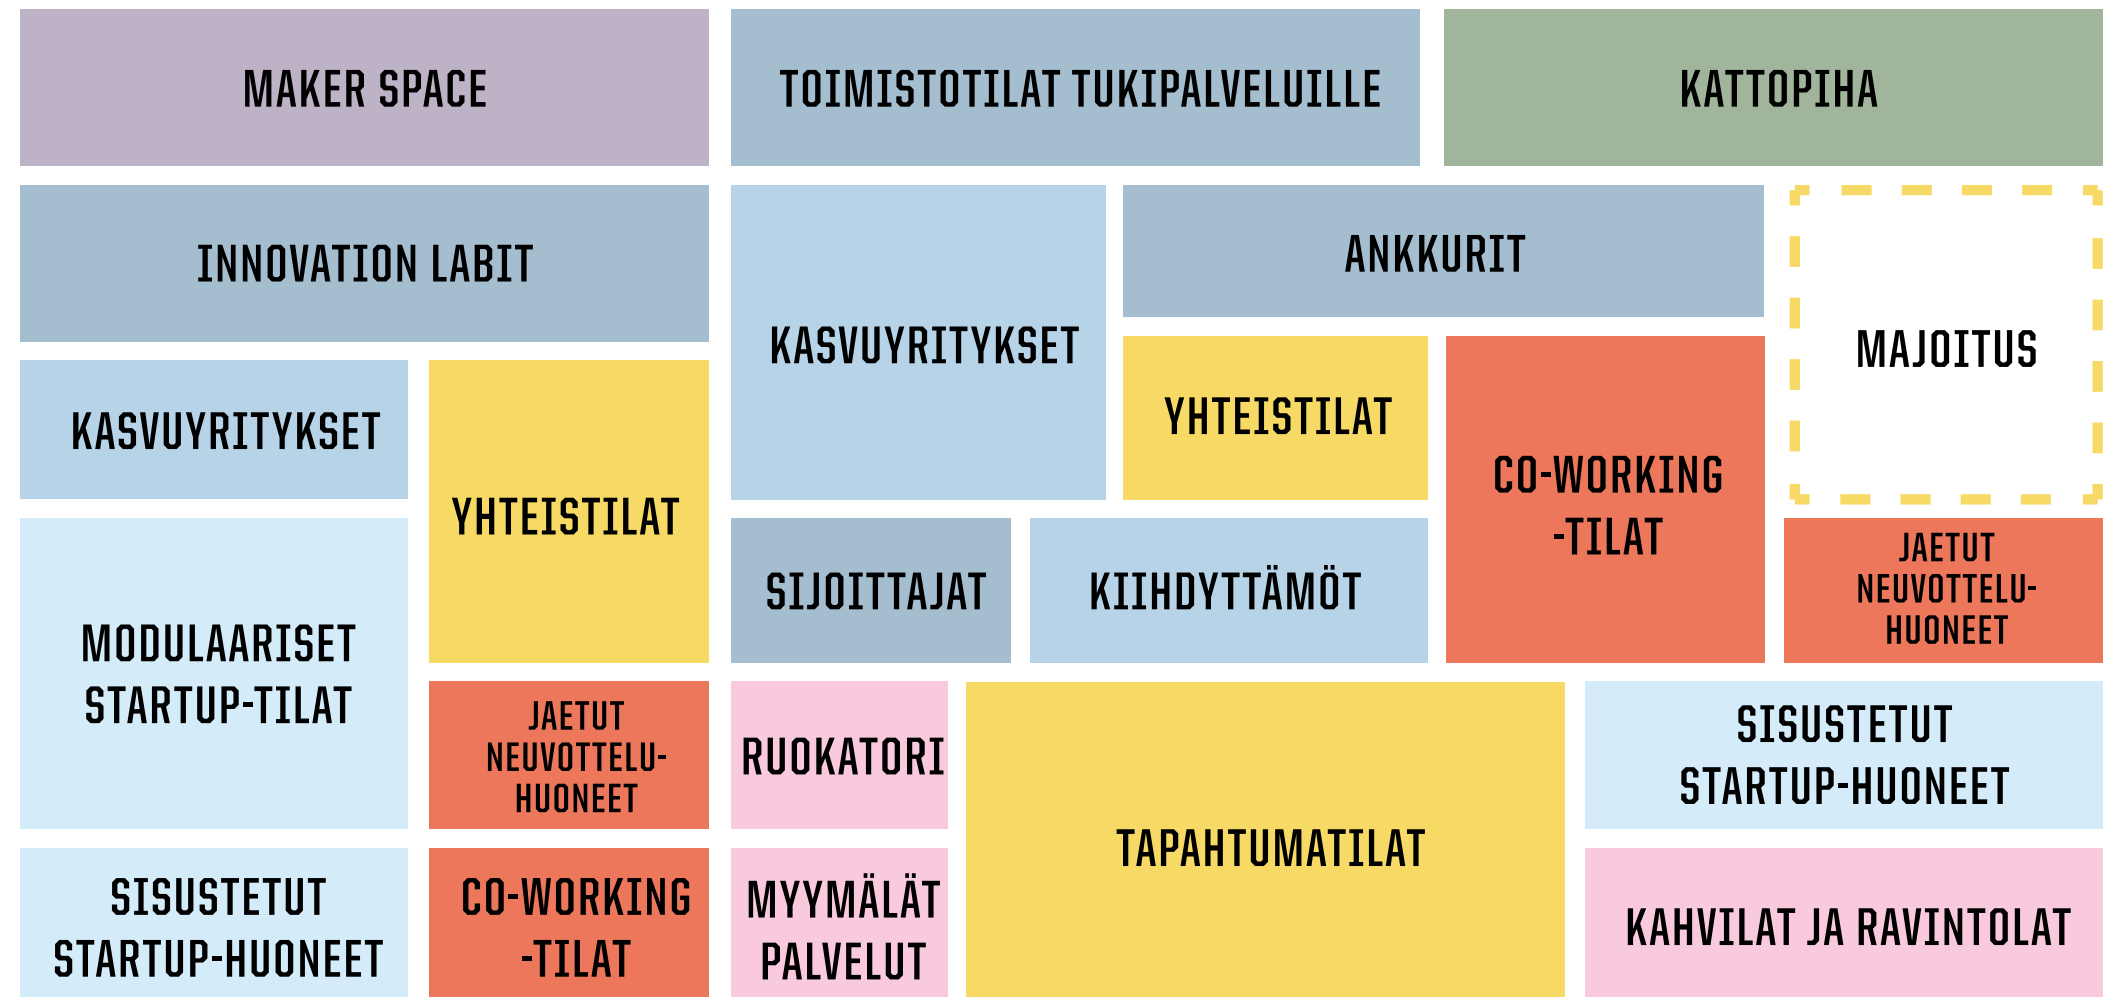 MAKER SPACE
TOIMISTOTILAT TUKIPALVELUILLE
KATTOPIHA
INNOVATION LABIT
KASVUYRITYKSET
ANKKURIT
MAJOITUS
KASVUYRITYKSET
YHTEISTILAT
YHTEISTILAT
CO-WORKING
-TILAT
MODULAARISET
STARTUP-TILAT
SIJOITTAJAT
KIIHDYTTÄMÖT
JAETUT
NEUVOTTELU-
HUONEET
JAETUT
NEUVOTTELU-
HUONEET
RUOKATORI
TAPAHTUMATILAT
SISUSTETUT
STARTUP-HUONEET
SISUSTETUT
STARTUP-HUONEET
CO-WORKING
-TILAT
MYYMÄLÄT
PALVELUT
KAHVILAT JA RAVINTOLAT